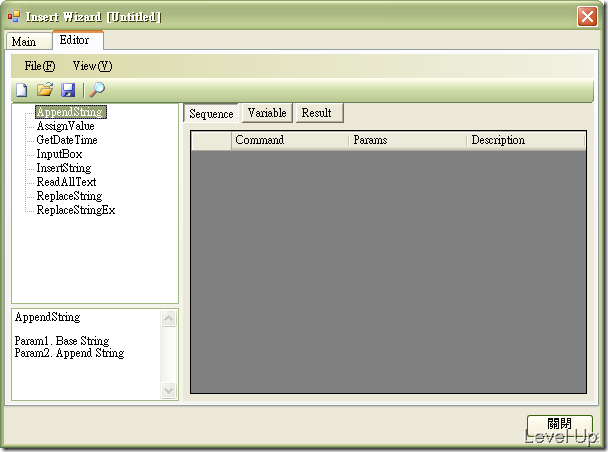 Insert Wizard [Untitled]
Main Editor
File(F) View(V)
AppendString
AssignValue
GetDateTime
InputBox
InsertString
ReadAllText
ReplaceString
ReplaceStringEx
AppendString
Param1. Base String
Param2. Append String
Sequence Variable Result
Command Params Description
關閉
Level Up